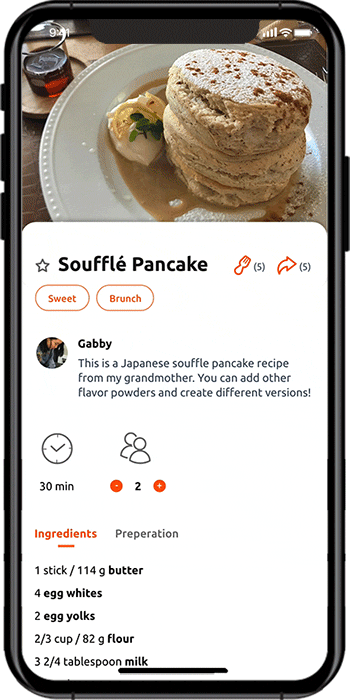 9:41
Soufflé Pancake
(5)
(5)
Sweet
Brunch
Gabby
This is a Japanese souffle pancake recipe
from my grandmother. You can add other
flavor powders and create different versions!
30 min
- 2 +
Ingredients
Preperation
1 stick / 114 g butter
4 egg whites
2 egg yolks
2/3 cup / 82 g flour
3 2/4 tablespoon milk